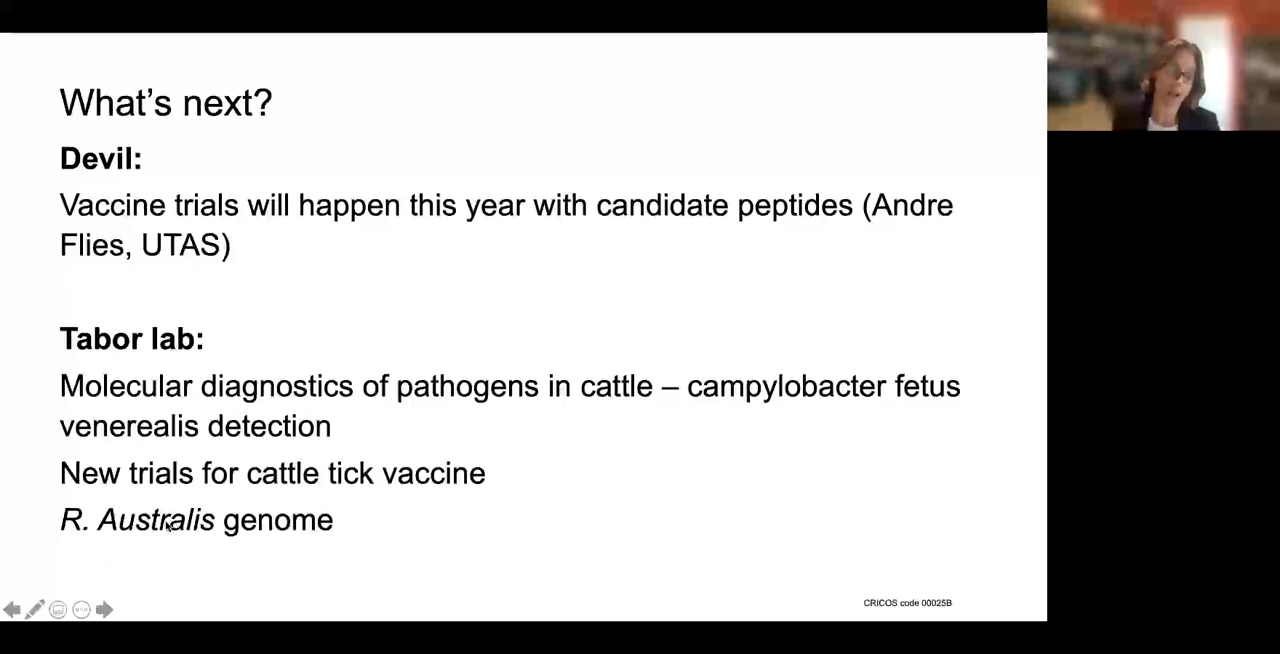 What’s next?
Devil:
Vaccine trials will happen this year with candidate peptides (Andre
Flies, UTAS)
Tabor lab:
Molecular diagnostics of pathogens in cattle – campylobacter fetus
venerealis detection
New trials for cattle tick vaccine
R. Australis genome
CRICOS code 00025B